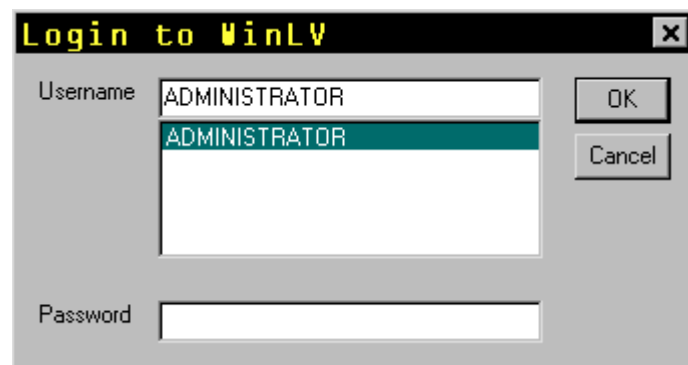 Login to WinLV
Username
ADMINISTRATOR
OK
ADMINISTRATOR
Cancel
Password